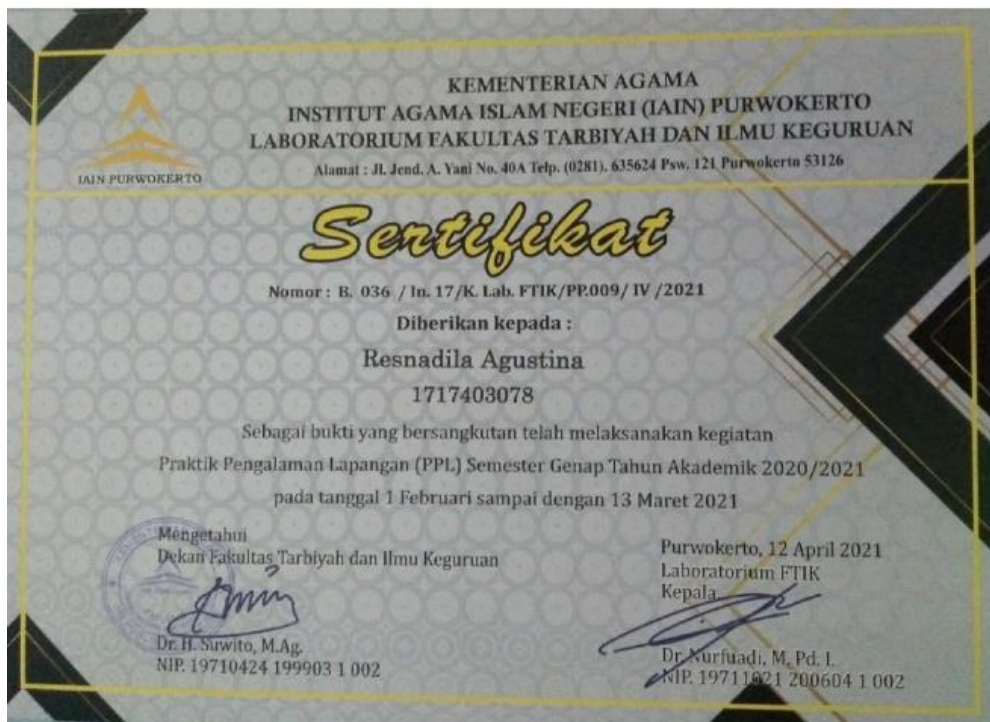 KEMENTERIAN AGAMA
INSTITUT AGAMA ISLAM NEGERI (IAIN) PURWOKERTO
LABORATORIUM FAKULTAS TARBIYAH DAN ILMU KEGURUAN
Alamat : Jl. Jend. A. Yani No. 40A Telp. (0281). 635624 Psw. 121 Purwokerto 53126
IAIN PURWOKERTO
Sertifikat
Nomor : B. 036 / In. 17/K. Lab. FTIK/PP.009/ IV /2021
Diberikan kepada :
Resnadila Agustina
1717403078
Sebagai bukti yang bersangkutan telah melaksanakan kegiatan
Praktik Pengalaman Lapangan (PPL) Semester Genap Tahun Akademik 2020/2021
pada tanggal 1 Februari sampai dengan 13 Maret 2021
Mengetahui
Dekan Fakultas Tarbiyah dan Ilmu Keguruan
Dr. H. Suwito, M.Ag.
NIP. 19710424 199903 1 002
Purwokerto, 12 April 2021
Laboratorium FTIK
Kepala,
Dr. Nurfuadi, M. Pd. I.
NIP. 19711021 200604 1 002